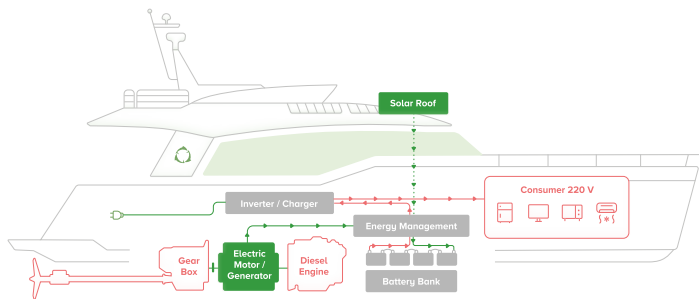 Solar Roof
Consumer 220 V
Inverter / Charger
Energy Management
Gear
Box
Electric
Motor /
Generator
Diesel
Engine
Battery Bank